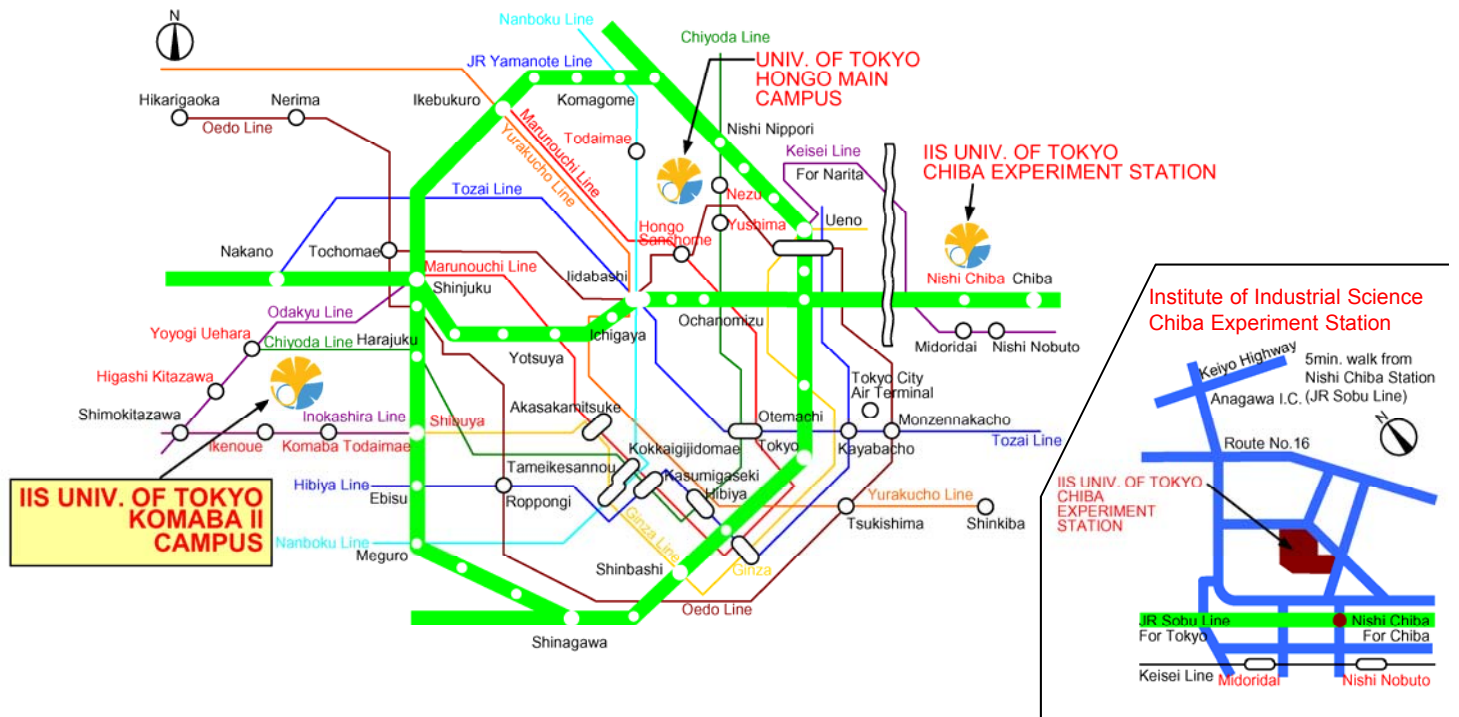 Nanboku Line
Chiyoda Line
N
JR Yamanote Line
UNIV. OF TOKYO
HONGO MAIN
CAMPUS
Hikarigaoka
Nerima
Ikebukuro
Komagome
Oedo Line
Marunouchi Line
Yurakucho Line
Todaimae
Nishi Nippori
Keisei Line
For Narita
IIS UNIV. OF TOKYO
CHIBA EXPERIMENT STATION
Tozai Line
Nezu
Hongo
Sanchome
Yushima
Ueno
Nakano
Tochomae
Marunouchi Line
Shinjuku
Iidabashi
Nishi Chiba
Chiba
Odakyu Line
Ichigaya
Ochanomizu
Yoyogi Uehara
Chiyoda Line
Harajuku
Yotsuya
Midoridai
Nishi Nobuto
Higashi Kitazawa
Tokyo City
Air Terminal
Shimokitazawa
Inokashira Line
Shibuya
Akasakamitsuke
Otemachi
Monzennakacho
Ikenoue
Komaba Todaimae
Kokkaigijidomae
Tokyo
Kayabacho
Tozai Line
Tameikesannou
Kasumigaseki
IIS UNIV. OF TOKYO
KOMABA II
CAMPUS
Hibiya Line
Ebisu
Roppongi
Hibiya
Yurakucho Line
Tsukishima
Shinkiba
Ginza Line
Nanboku Line
Meguro
Shinbashi
Ginza
Oedo Line
Shinagawa
Institute of Industrial Science
Chiba Experiment Station
Keiyo Highway
5min. walk from
Nishi Chiba Station
(JR Sobu Line)
Anagawa I.C.
N
Route No.16
IIS UNIV. OF TOKYO
CHIBA
EXPERIMENT
STATION
JR Sobu Line
Nishi Chiba
For Tokyo
For Chiba
Keisei Line
Midoridai
Nishi Nobuto